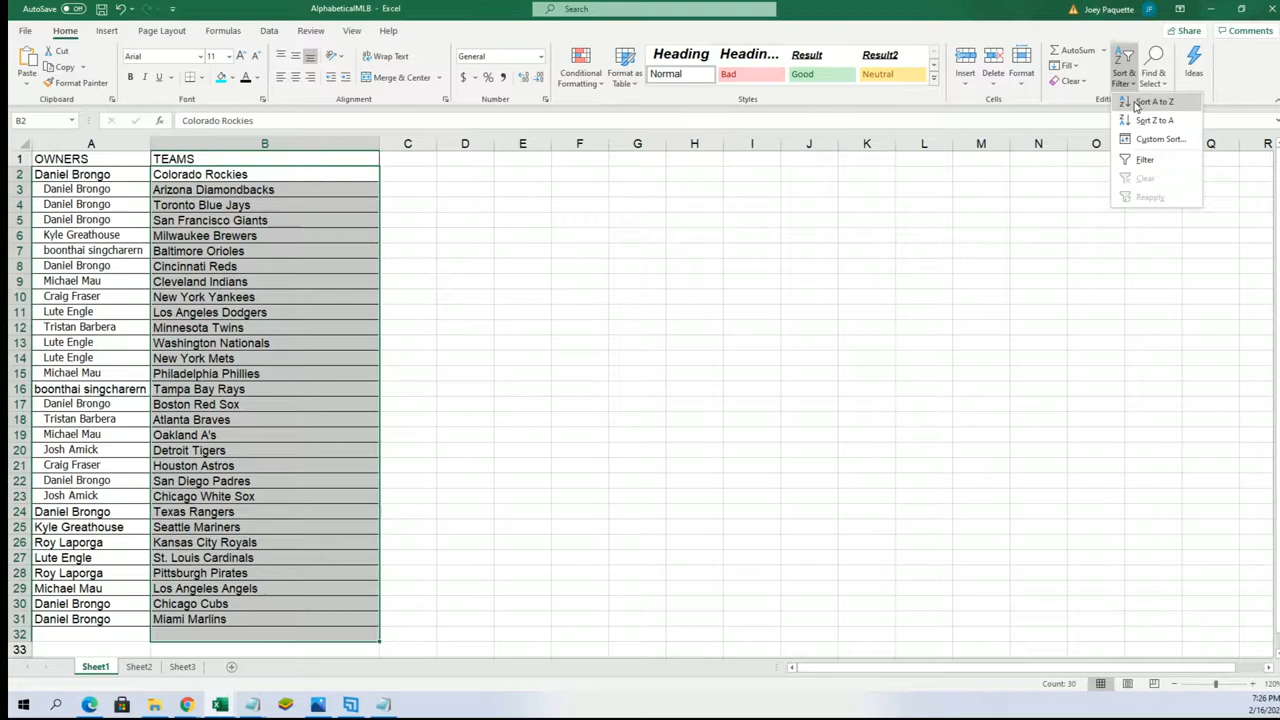 AutoSave Off AlphabeticalMLB - Excel Search Joey Paquette JP
File Home Insert Page Layout Formulas Data Review View Help Share Comments
Paste Cut Copy Format Painter Clipboard
Arial 11 A A B I U A Font
Wrap Text Merge & Center Alignment
General $ % , Number
Conditional Formatting Format as Table
Heading Headin... Result Result2
Normal Bad Good Neutral
Styles
Insert Delete Format Cells
AutoSum Fill Clear Sort & Filter Find & Select Ideas
Sort A to Z
Sort Z to A
Custom Sort...
Filter
Clear
Reapply
B2 fx Colorado Rockies
A B C D E F G H I J K L M N O Q R
1 OWNERS TEAMS
2 Daniel Brongo Colorado Rockies
3 Daniel Brongo Arizona Diamondbacks
4 Daniel Brongo Toronto Blue Jays
5 Daniel Brongo San Francisco Giants
6 Kyle Greathouse Milwaukee Brewers
7 boonthai singcharern Baltimore Orioles
8 Daniel Brongo Cincinnati Reds
9 Michael Mau Cleveland Indians
10 Craig Fraser New York Yankees
11 Lute Engle Los Angeles Dodgers
12 Tristan Barbera Minnesota Twins
13 Lute Engle Washington Nationals
14 Lute Engle New York Mets
15 Michael Mau Philadelphia Phillies
16 boonthai singcharern Tampa Bay Rays
17 Daniel Brongo Boston Red Sox
18 Tristan Barbera Atlanta Braves
19 Michael Mau Oakland A's
20 Josh Amick Detroit Tigers
21 Craig Fraser Houston Astros
22 Daniel Brongo San Diego Padres
23 Josh Amick Chicago White Sox
24 Daniel Brongo Texas Rangers
25 Kyle Greathouse Seattle Mariners
26 Roy Laporga Kansas City Royals
27 Lute Engle St. Louis Cardinals
28 Roy Laporga Pittsburgh Pirates
29 Michael Mau Los Angeles Angels
30 Daniel Brongo Chicago Cubs
31 Daniel Brongo Miami Marlins
32
33
Sheet1 Sheet2 Sheet3
Count: 30 120%
7:26 PM
2/16/202